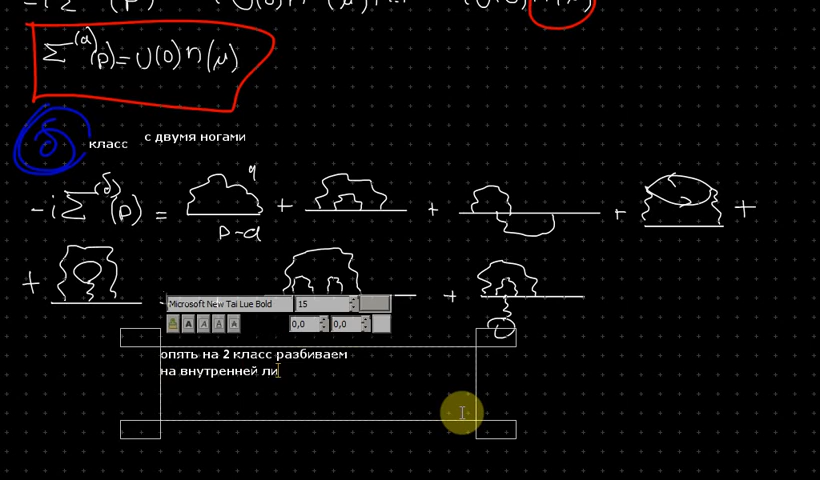 Σ^(a)(p)=U(0)n(μ)
б класс с двумя ногами
-iΣ^(б)(p) = q + + + +
p-q
+ +
Microsoft New Tai Lue Bold 15
A A A A 0,0 0,0
опять на 2 класс разбиваем
на внутренней ли